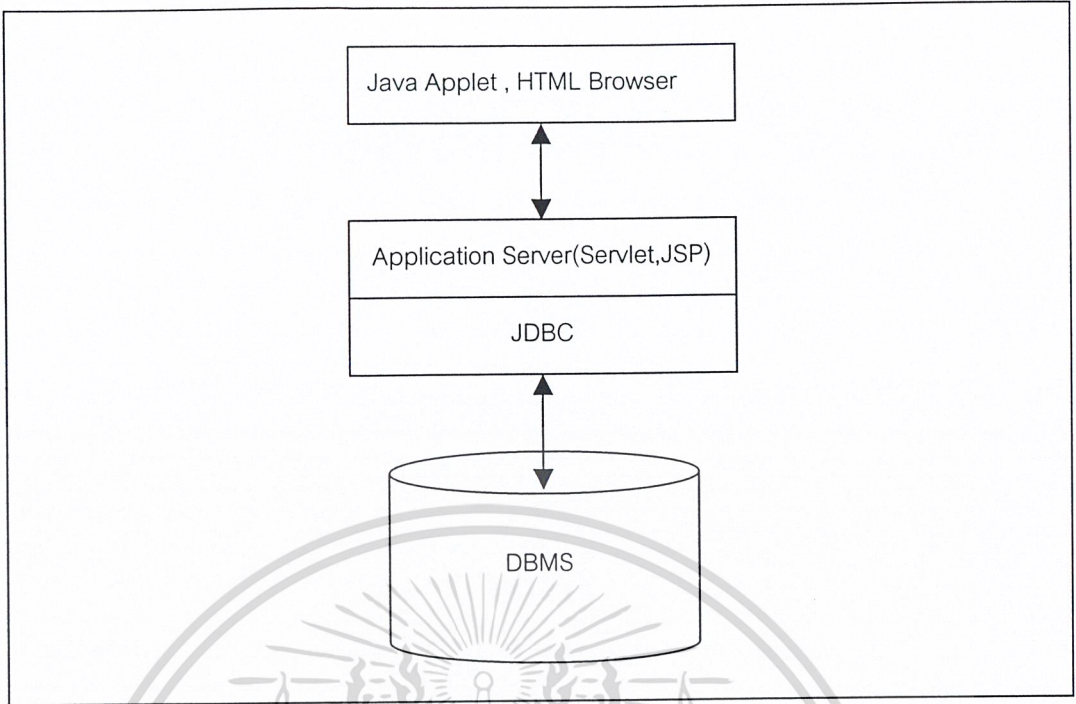 Java Applet , HTML Browser
Application Server(Servlet,JSP)
JDBC
DBMS